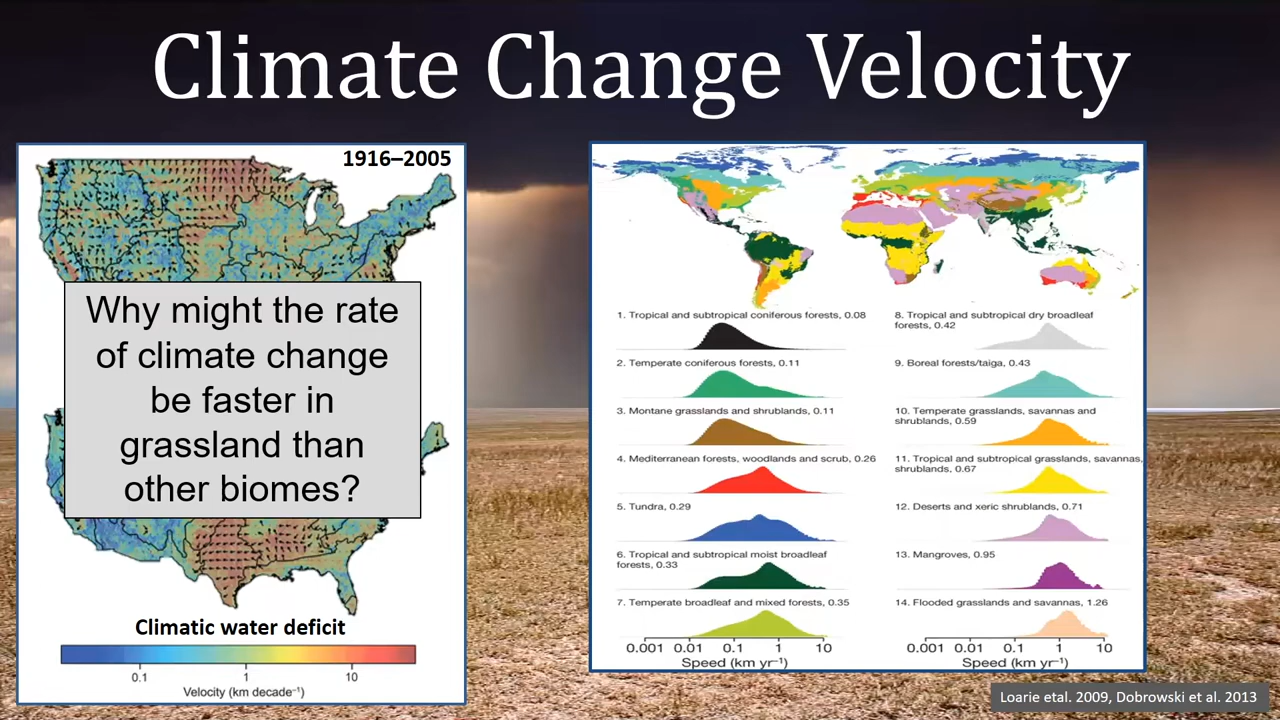 Climate Change Velocity
1916–2005
Why might the rate
of climate change
be faster in
grassland than
other biomes?
Climatic water deficit
0.1
1
10
Velocity (km decade⁻¹)
1. Tropical and subtropical coniferous forests, 0.08
2. Temperate coniferous forests, 0.11
3. Montane grasslands and shrublands, 0.11
4. Mediterranean forests, woodlands and scrub, 0.26
5. Tundra, 0.29
6. Tropical and subtropical moist broadleaf
forests, 0.33
7. Temperate broadleaf and mixed forests, 0.35
0.001 0.01 0.1 1 10
Speed (km yr⁻¹)
8. Tropical and subtropical dry broadleaf
forests, 0.42
9. Boreal forests/taiga, 0.43
10. Temperate grasslands, savannas and
shrublands, 0.59
11. Tropical and subtropical grasslands, savannas,
shrublands, 0.67
12. Deserts and xeric shrublands, 0.71
13. Mangroves, 0.95
14. Flooded grasslands and savannas, 1.26
0.001 0.01 0.1 1 10
Speed (km yr⁻¹)
Loarie etal. 2009, Dobrowski et al. 2013